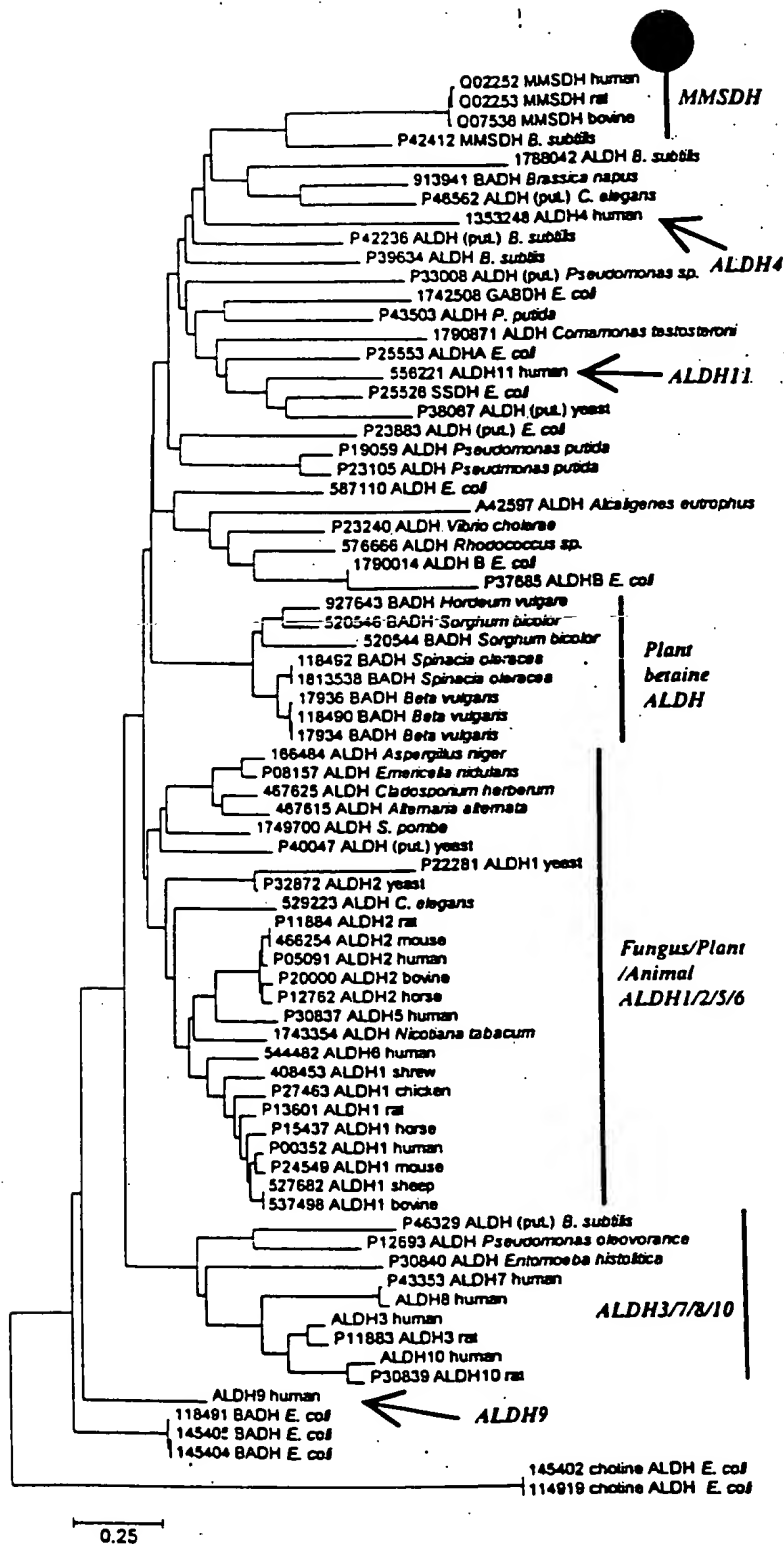 Q02252 MMSDH human
Q02253 MMSDH rat
Q07536 MMSDH bovine
MMSDH
P42412 MMSDH B. subtilis
1788042 ALDH B. subtilis
913941 BADH Brassica napus
P46562 ALDH (put.) C. elegans
1353248 ALDH4 human
P42236 ALDH (put.) B. subtilis
ALDH4
P39634 ALDH B. subtilis
P33008 ALDH (put.) Pseudomonas sp.
1742508 GABDH E. coli
P43503 ALDH P. putida
1790871 ALDH Comamonas testosteroni
P25553 ALDHA E. coli
556221 ALDH11 human
ALDH11
P25526 SSDH E. coli
P38067 ALDH (put.) yeast
P23883 ALDH (put.) E. coli
P19059 ALDH Pseudomonas putida
P23105 ALDH Pseudmonas putida
587110 ALDH E. coli
A42597 ALDH Alcaligenes eutrophus
P23240 ALDH Vibrio cholerae
576666 ALDH Rhodococcus sp.
1790014 ALDH B E. coli
P37685 ALDHB E. coli
927643 BADH Hordeum vulgare
520546 BADH Sorghum bicolor
520544 BADH Sorghum bicolor
118492 BADH Spinacia oleracea
1813538 BADH Spinacia oleracea
17936 BADH Beta vulgaris
118490 BADH Beta vulgaris
17934 BADH Beta vulgaris
Plant
betaine
ALDH
166484 ALDH Aspergillus niger
P08157 ALDH Emericella nidulans
467625 ALDH Cladosporium herberum
467615 ALDH Alternaria alternata
1749700 ALDH S. pombe
P40047 ALDH (put.) yeast
P22281 ALDH1 yeast
P32872 ALDH2 yeast
529223 ALDH C. elegans
P11884 ALDH2 rat
466254 ALDH2 mouse
P05091 ALDH2 human
P20000 ALDH2 bovine
P12762 ALDH2 horse
P30837 ALDH5 human
1743354 ALDH Nicotiana tabacum
544482 ALDH6 human
408453 ALDH1 shrew
P27463 ALDH1 chicken
P13601 ALDH1 rat
P15437 ALDH1 horse
P00352 ALDH1 human
P24549 ALDH1 mouse
527682 ALDH1 sheep
537498 ALDH1 bovine
Fungus/Plant
/Animal
ALDH1/2/5/6
P46329 ALDH (put.) B. subtilis
P12693 ALDH Pseudomonas oleovorance
P30840 ALDH Entomoeba histolitica
P43353 ALDH7 human
ALDH8 human
ALDH3 human
P11883 ALDH3 rat
ALDH10 human
P30839 ALDH10 rat
ALDH3/7/8/10
ALDH9 human
ALDH9
118491 BADH E. coli
145405 BADH E. coli
145404 BADH E. coli
145402 choline ALDH E. coli
114919 choline ALDH E. coli
0.25